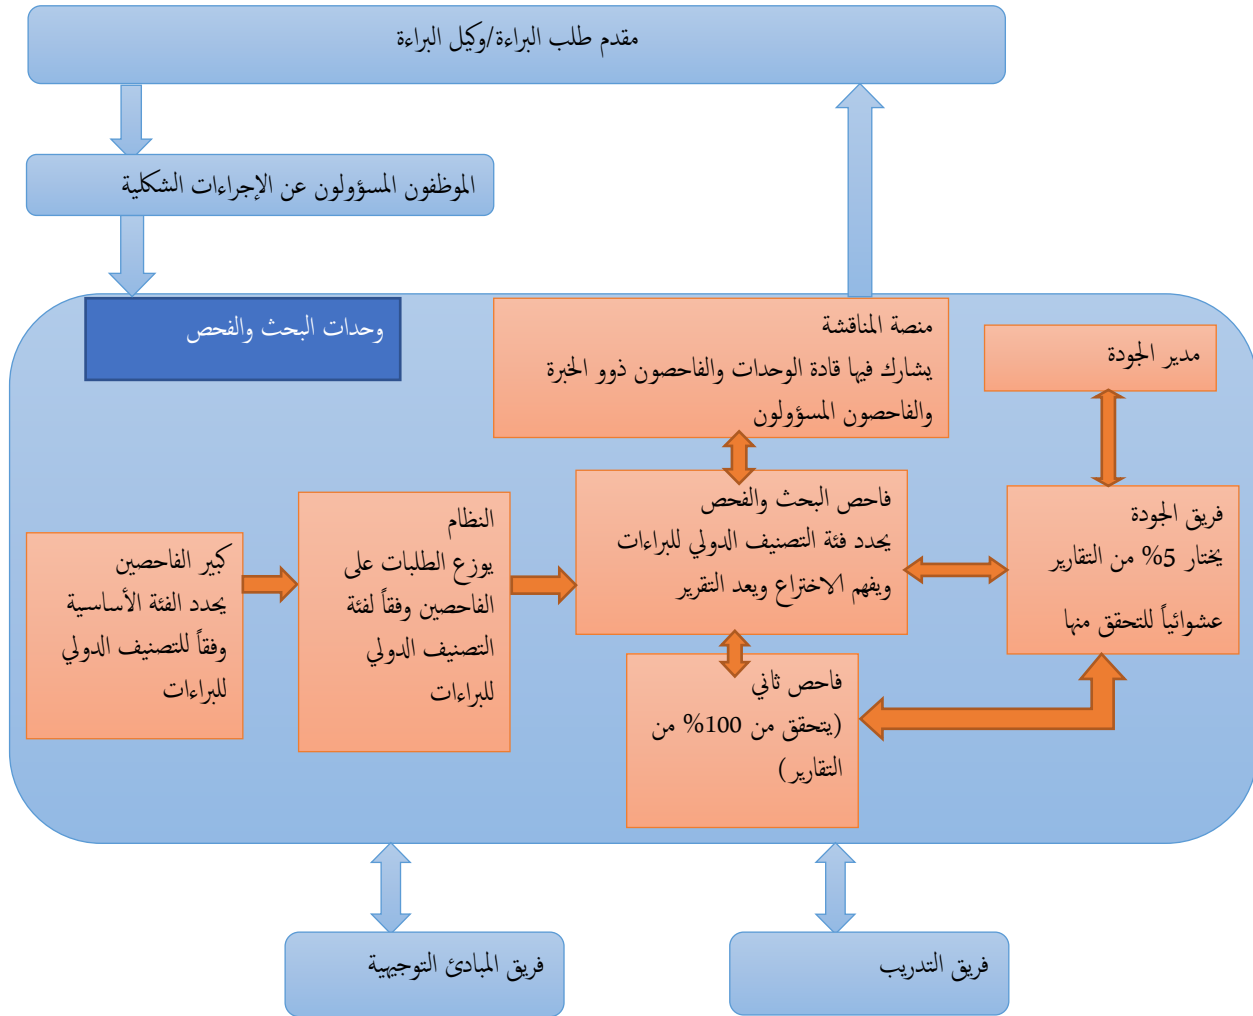 مقدم طلب البراءة/وكيل البراءة
الموظفون المسؤولون عن الإجراءات الشكلية
وحدات البحث والفحص
منصة المناقشة
يشارك فيها قادة الوحدات والفاحصون ذوو الخبرة
والفاحصون المسؤولون
مدير الجودة
فاحص البحث والفحص
يحدد فئة التصنيف الدولي للبراءات
ويفهم الاختراع ويعد التقرير
فريق الجودة
يختار 5% من التقارير
عشوائياً للتحقق منها
النظام
يوزع الطلبات على
الفاحصين وفقاً لفئة
التصنيف الدولي
للبراءات
كبير الفاحصين
يحدد الفئة الأساسية
وفقاً للتصنيف الدولي
للبراءات
فاحص ثاني
(يتحقق من 100% من
التقارير)
فريق المبادئ التوجيهية
فريق التدريب